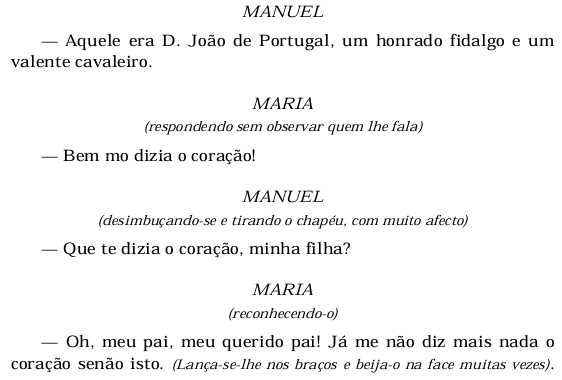 MANUEL
— Aquele era D. João de Portugal, um honrado fidalgo e um
valente cavaleiro.
MARIA
(respondendo sem observar quem lhe fala)
— Bem mo dizia o coração!
MANUEL
(desimbuçando-se e tirando o chapéu, com muito afecto)
— Que te dizia o coração, minha filha?
MARIA
(reconhecendo-o)
— Oh, meu pai, meu querido pai! Já me não diz mais nada o
coração senão isto. (Lança-se-lhe nos braços e beija-o na face muitas vezes).